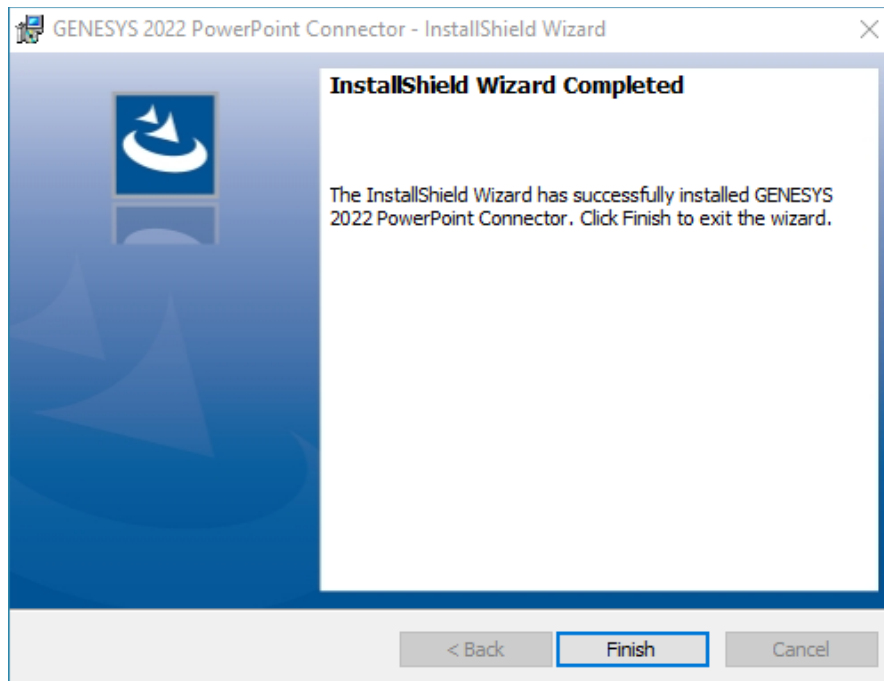 GENESYS 2022 PowerPoint Connector - InstallShield Wizard
InstallShield Wizard Completed
The InstallShield Wizard has successfully installed GENESYS
2022 PowerPoint Connector. Click Finish to exit the wizard.
< Back
Finish
Cancel